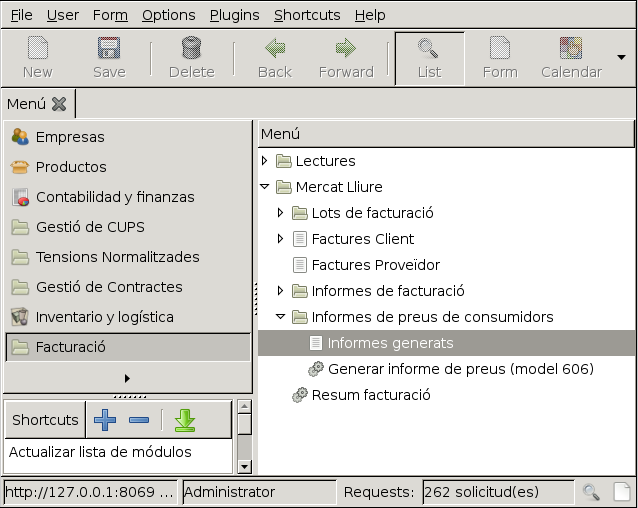 File User Form Options Plugins Shortcuts Help
New Save Delete Back Forward List Form Calendar
Menú
Empresas
Productos
Contabilidad y finanzas
Gestió de CUPS
Tensions Normalitzades
Gestió de Contractes
Inventario y logística
Facturació
Shortcuts
Actualizar lista de módulos
Menú
Lectures
Mercat Lliure
Lots de facturació
Factures Client
Factures Proveïdor
Informes de facturació
Informes de preus de consumidors
Informes generats
Generar informe de preus (model 606)
Resum facturació
http://127.0.0.1:8069 ... Administrator Requests: 262 solicitud(es)